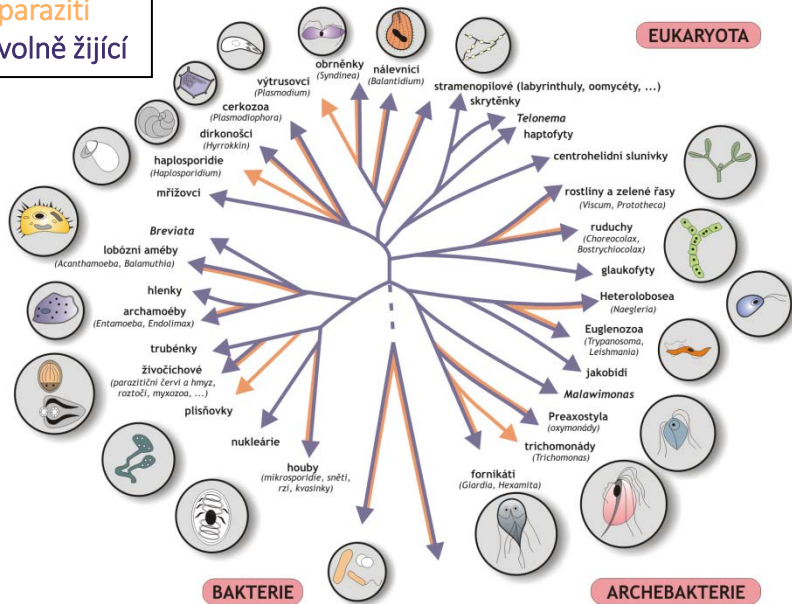 paraziti
volně žijící
EUKARYOTA
obrněnky
(Syndinea)
nálevníci
(Balantidium)
stramenopilové (labyrinthuly, oomycéty, ...)
skrytěnky
Telonema
haptofyty
centrohelidní slunivky
rostliny a zelené řasy
(Viscum, Prototheca)
ruduchy
(Choreocolax,
Bostrychiocolax)
glaukofyty
Heterolobosea
(Naegleria)
Euglenozoa
(Trypanosoma,
Leishmania)
jakobidi
Malawimonas
Preaxostyla
(oxymonády)
trichomonády
(Trichomonas)
fornikáti
(Giardia, Hexamita)
výtrusovci
(Plasmodium)
cerkozoa
(Plasmodiophora)
dirkonošci
(Hyrrokkin)
haplosporidie
(Haplosporidium)
mřížovci
Breviata
lobózní améby
(Acanthamoeba, Balamuthia)
hlenky
archamoéby
(Entamoeba, Endolimax)
trubénky
živočichové
(parazitiční červi a hmyz,
roztoči, myxozoa, ...)
plísňovky
nukleárie
houby
(mikrosporidie, sněti,
rzi, kvasinky)
BAKTERIE
ARCHEBAKTERIE